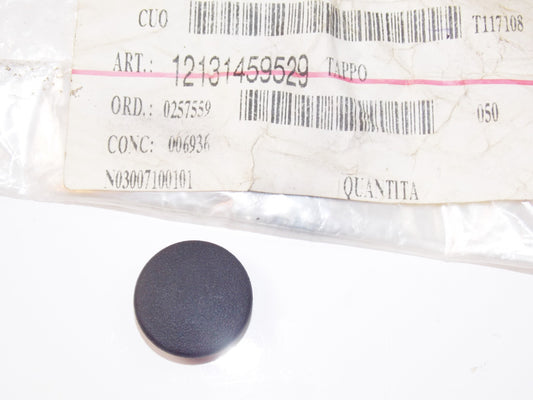 CUO T117108
ART.: 12131459529 TAPPO
ORD.: 0257559 050
CONC: 006936
N03007100101 QUANTITA